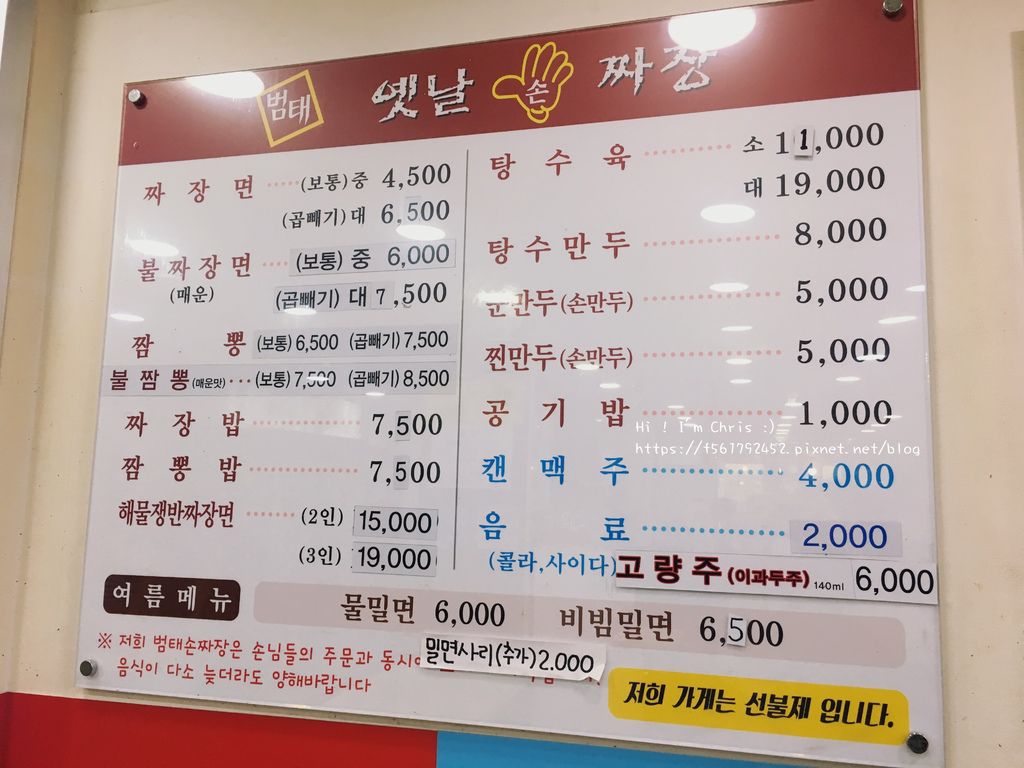 범태 옛날 손 짜장
짜장면 ····· (보통) 중 4,500
(곱빼기) 대 6,500
불짜장면 ···· (보통) 중 6,000
(매운) (곱빼기) 대 7,500
짬뽕 (보통) 6,500 (곱빼기) 7,500
불짬뽕 (매운맛) ··· (보통) 7,500 (곱빼기) 8,500
짜장밥 ············ 7,500
짬뽕밥 ············ 7,500
해물쟁반짜장면 ······· (2인) 15,000
(3인) 19,000
탕수육 ·········· 소 11,000
대 19,000
탕수만두 ··············· 8,000
군만두 (손만두) ··············· 5,000
찐만두 (손만두) ··············· 5,000
공기밥 ··············· 1,000
캔맥주 ··············· 4,000
음료 ··············· 2,000
(콜라, 사이다)
고량주 (이과두주) 140ml 6,000
여름메뉴 물밀면 6,000 비빔밀면 6,500
밀면사리(추가) 2.000
※ 저희 범태손짜장은 손님들의 주문과 동시에
음식이 다소 늦더라도 양해바랍니다
저희 가게는 선불제 입니다.
Hi ! I'm Chris :)
https://f567792452.pixnet.net/blog